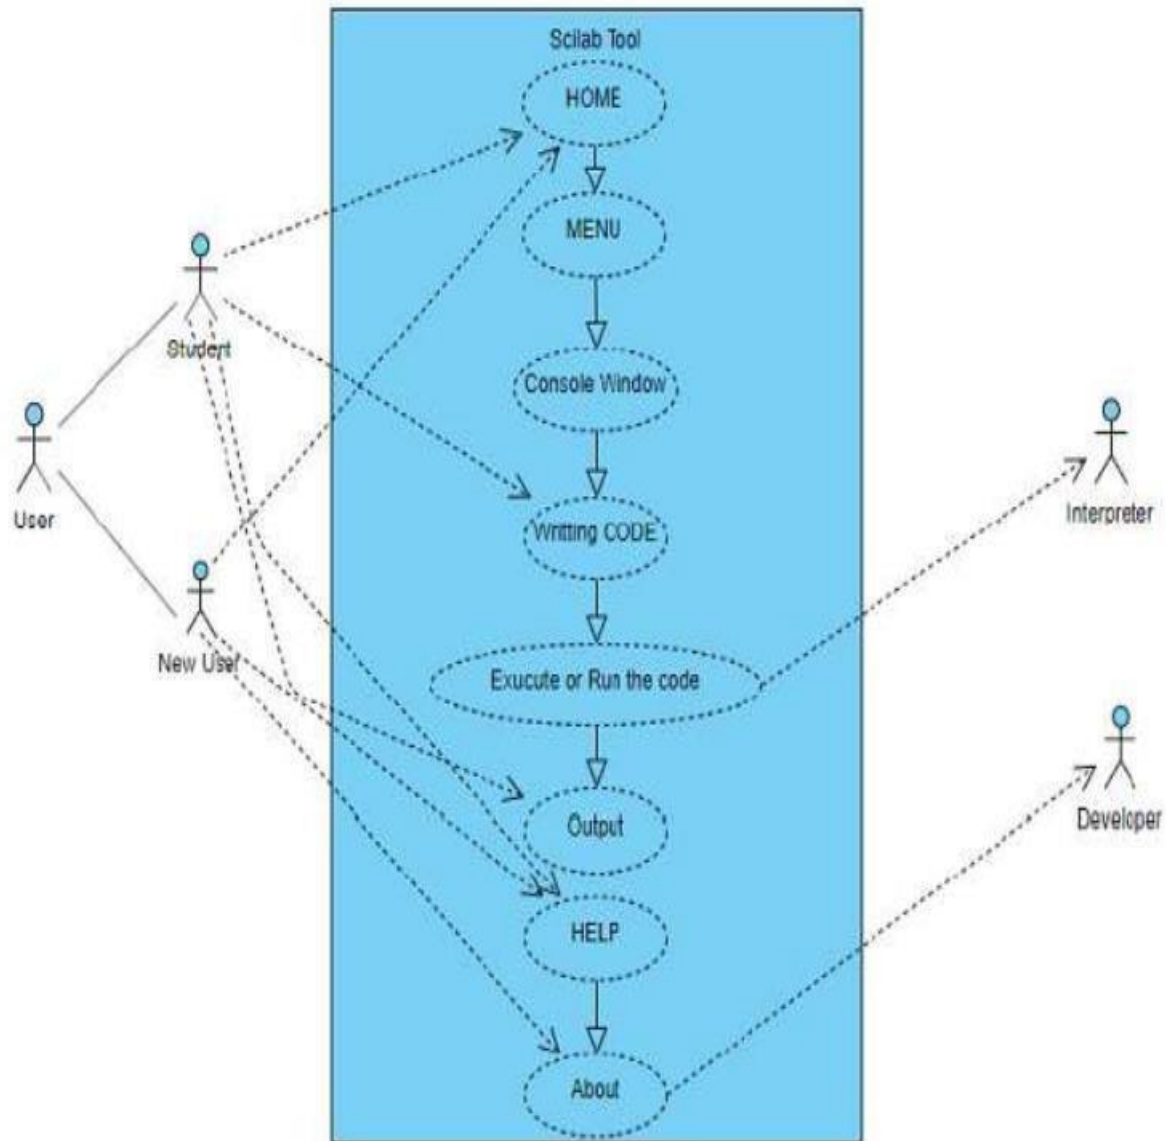 Scilab Tool
HOME
MENU
Student
Console Window
User
Interpreter
Writting CODE
New User
Exucute or Run the code
Developer
Output
HELP
About